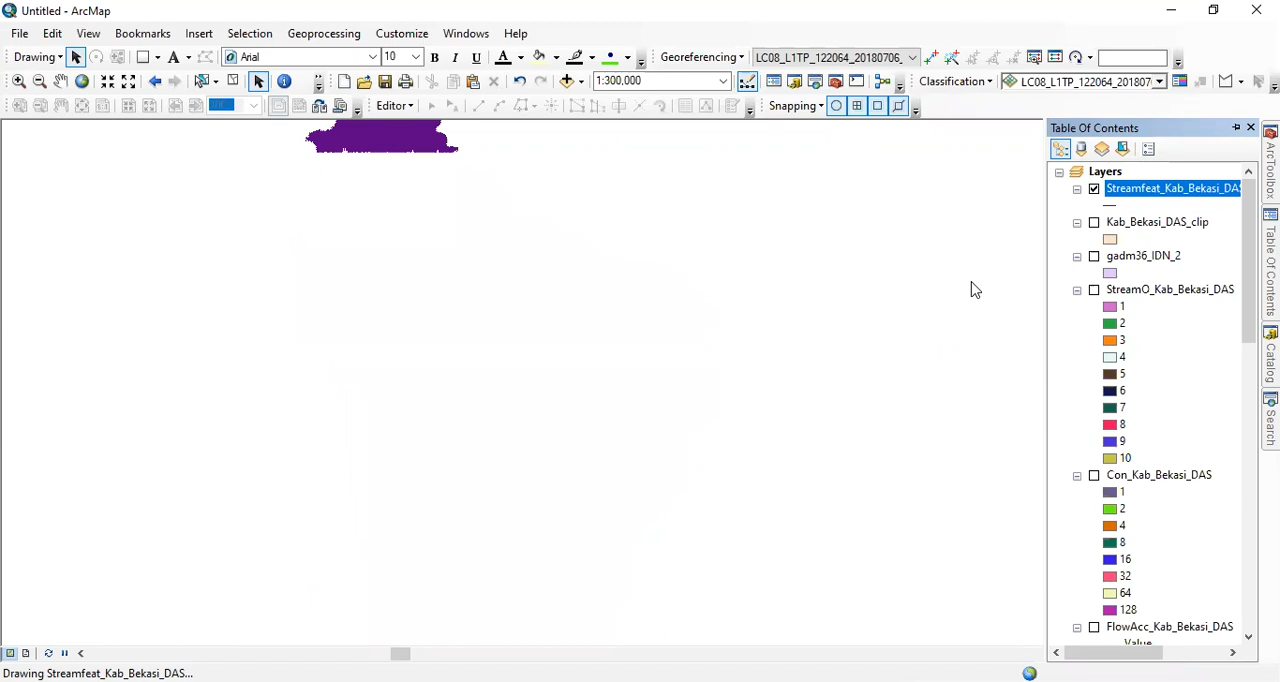 Untitled - ArcMap
File Edit View Bookmarks Insert Selection Geoprocessing Customize Windows Help
Drawing Arial 10 B I U A Georeferencing LC08_L1TP_122064_20180706_
1:300.000 Classification LC08_L1TP_122064_201807
Editor Snapping
Table Of Contents
Layers
Streamfeat_Kab_Bekasi_DAS
Kab_Bekasi_DAS_clip
gadm36_IDN_2
StreamO_Kab_Bekasi_DAS
1
2
3
4
5
6
7
8
9
10
Con_Kab_Bekasi_DAS
1
2
4
8
16
32
64
128
FlowAcc_Kab_Bekasi_DAS
Value
ArcToolbox
Table Of Contents
Catalog
Search
Drawing Streamfeat_Kab_Bekasi_DAS...